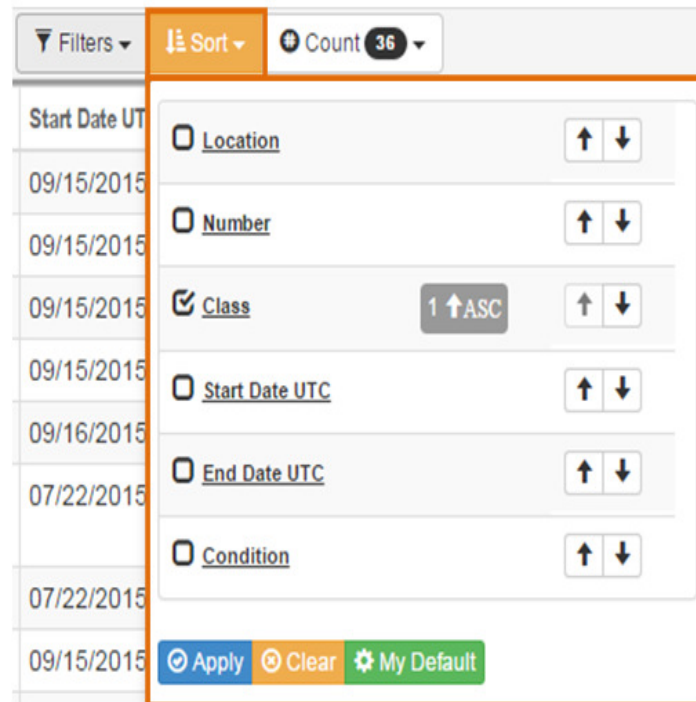 Filters Sort Count 36
Start Date UT
Location
09/15/2015
Number
09/15/2015
09/15/2015
Class 1 ASC
09/15/2015
Start Date UTC
09/16/2015
End Date UTC
07/22/2015
Condition
07/22/2015
09/15/2015
Apply Clear My Default